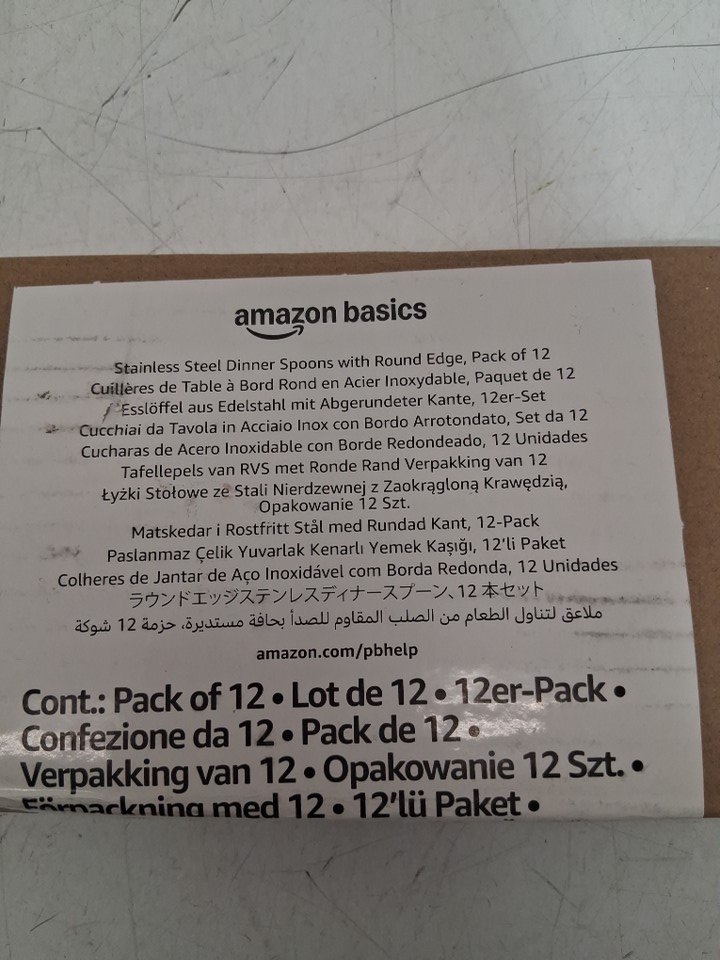 amazon basics
Stainless Steel Dinner Spoons with Round Edge, Pack of 12
Cuillères de Table à Bord Rond en Acier Inoxydable, Paquet de 12
Esslöffel aus Edelstahl mit Abgerundeter Kante, 12er-Set
Cucchiai da Tavola in Acciaio Inox con Bordo Arrotondato, Set da 12
Cucharas de Acero Inoxidable con Borde Redondeado, 12 Unidades
Tafellepels van RVS met Ronde Rand Verpakking van 12
Łyżki Stołowe ze Stali Nierdzewnej z Zaokrągloną Krawędzią,
Opakowanie 12 Szt.
Matskedar i Rostfritt Stål med Rundad Kant, 12-Pack
Paslanmaz Çelik Yuvarlak Kenarlı Yemek Kaşığı, 12'li Paket
Colheres de Jantar de Aço Inoxidável com Borda Redonda, 12 Unidades
ラウンドエッジステンレスディナースプーン、12 本セット
ملاعق لتناول الطعام من الصلب المقاوم للصدأ بحافة مستديرة، حزمة 12 شوكة
amazon.com/pbhelp
Cont.: Pack of 12 • Lot de 12 • 12er-Pack •
Confezione da 12 • Pack de 12 •
Verpakking van 12 • Opakowanie 12 Szt. •
Förpackning med 12 • 12'lü Paket •